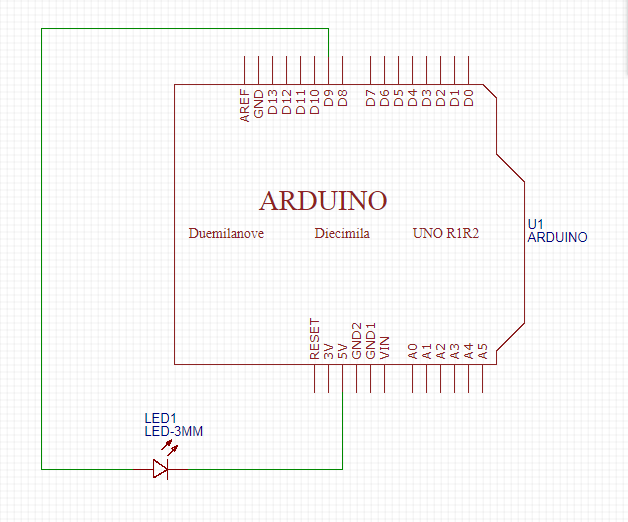 AREF
GND
D13
D12
D11
D10
D9
D8
D7
D6
D5
D4
D3
D2
D1
D0
ARDUINO
Duemilanove Diecimila UNO R1R2
U1
ARDUINO
RESET
3V
5V
GND2
GND1
VIN
A0
A1
A2
A3
A4
A5
LED1
LED-3MM